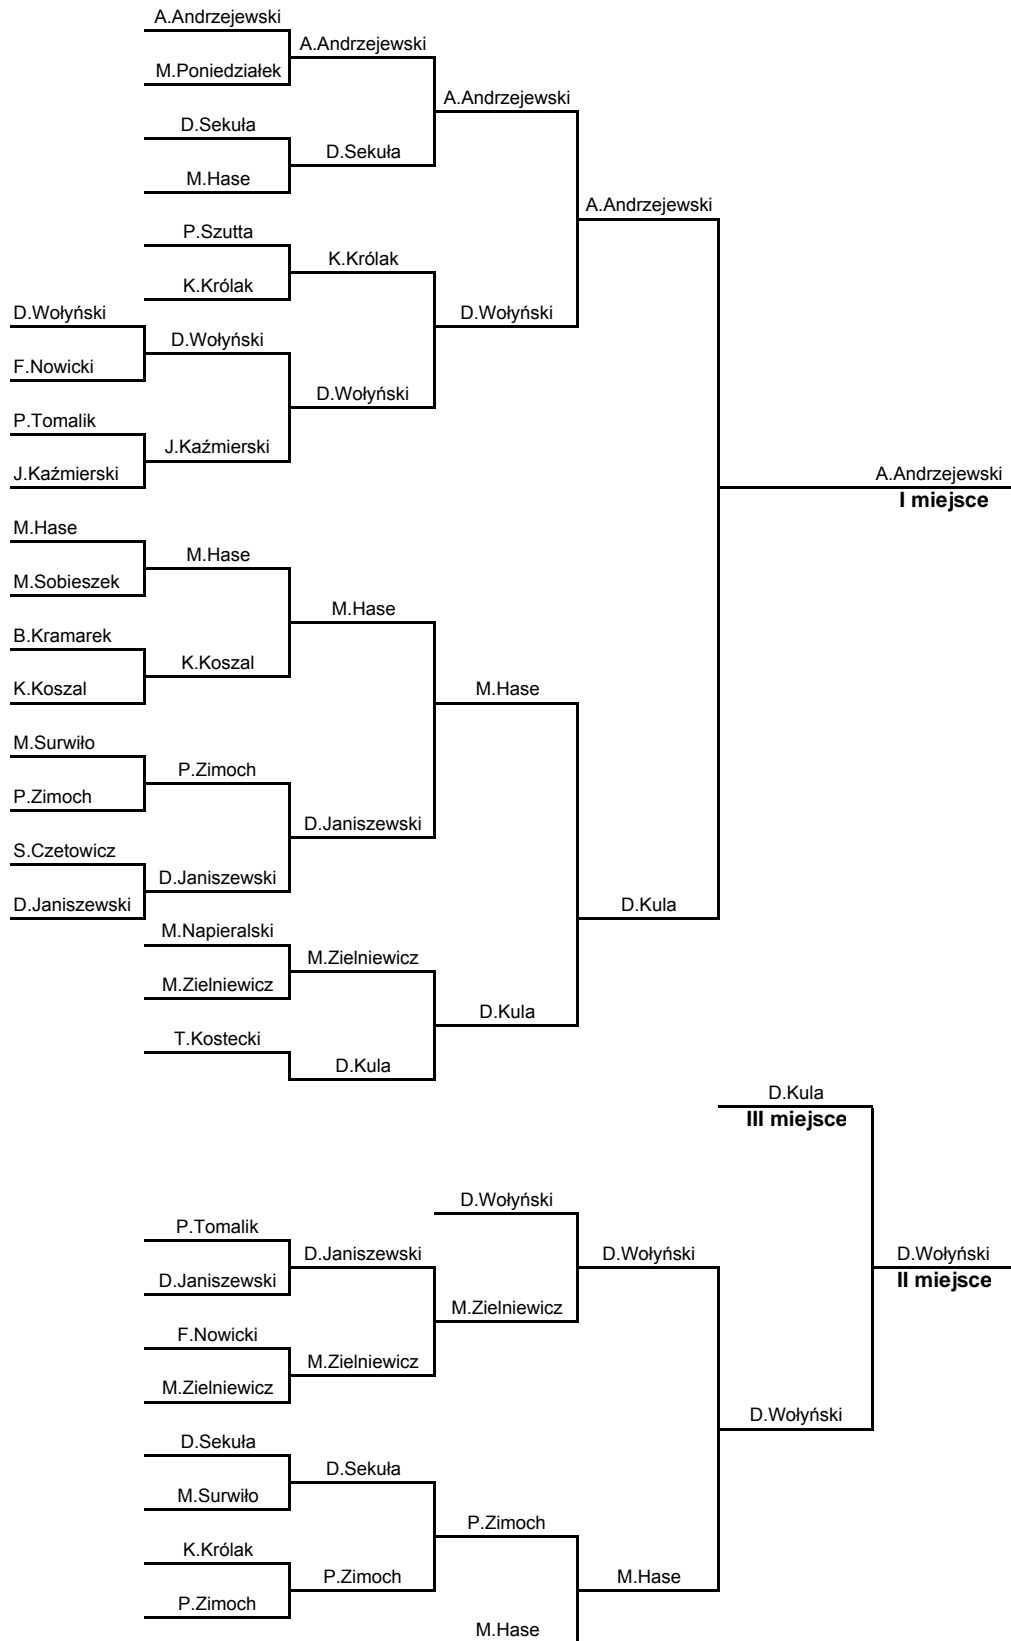 A.Andrzejewski
A.Andrzejewski
M.Poniedziałek
A.Andrzejewski
D.Sekuła
D.Sekuła
M.Hase
A.Andrzejewski
P.Szutta
K.Królak
K.Królak
D.Wołyński
D.Wołyński
D.Wołyński
F.Nowicki
D.Wołyński
P.Tomalik
J.Kaźmierski
J.Kaźmierski
A.Andrzejewski
I miejsce
M.Hase
M.Hase
M.Sobieszek
M.Hase
B.Kramarek
K.Koszal
K.Koszal
M.Hase
M.Surwiło
P.Zimoch
P.Zimoch
D.Janiszewski
S.Czetowicz
D.Janiszewski
D.Janiszewski
D.Kula
M.Napieralski
M.Zielniewicz
M.Zielniewicz
D.Kula
T.Kostecki
D.Kula
D.Kula
III miejsce
D.Wołyński
P.Tomalik
D.Janiszewski
D.Wołyński
D.Wołyński
D.Janiszewski
II miejsce
M.Zielniewicz
F.Nowicki
M.Zielniewicz
M.Zielniewicz
D.Wołyński
D.Sekuła
D.Sekuła
M.Surwiło
P.Zimoch
K.Królak
P.Zimoch
M.Hase
P.Zimoch
M.Hase